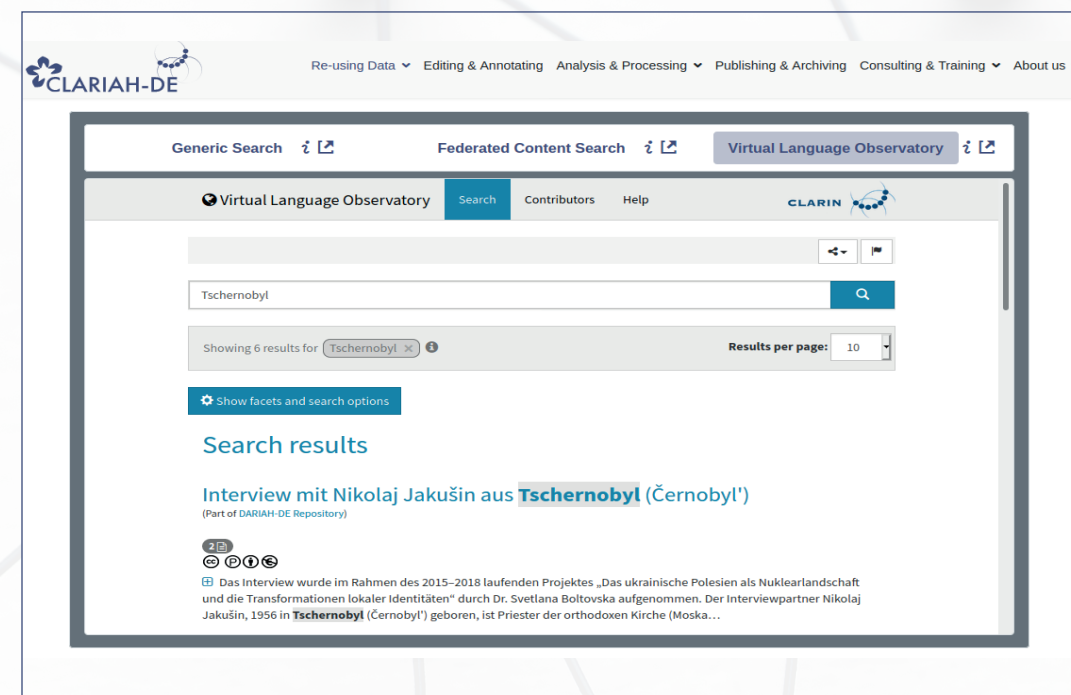 CLARIAH-DE
Re-using Data Editing & Annotating Analysis & Processing Publishing & Archiving Consulting & Training About us
Generic Search i Federated Content Search i Virtual Language Observatory i
Virtual Language Observatory Search Contributors Help CLARIN
Tschernobyl
Showing 6 results for Tschernobyl × Results per page: 10
Show facets and search options
Search results
Interview mit Nikolaj Jakušin aus Tschernobyl (Černobyl')
(Part of DARIAH-DE Repository)
2
Das Interview wurde im Rahmen des 2015–2018 laufenden Projektes „Das ukrainische Polesien als Nuklearlandschaft
und die Transformationen lokaler Identitäten“ durch Dr. Svetlana Boltovska aufgenommen. Der Interviewpartner Nikolaj
Jakušin, 1956 in Tschernobyl (Černobyl') geboren, ist Priester der orthodoxen Kirche (Moska…